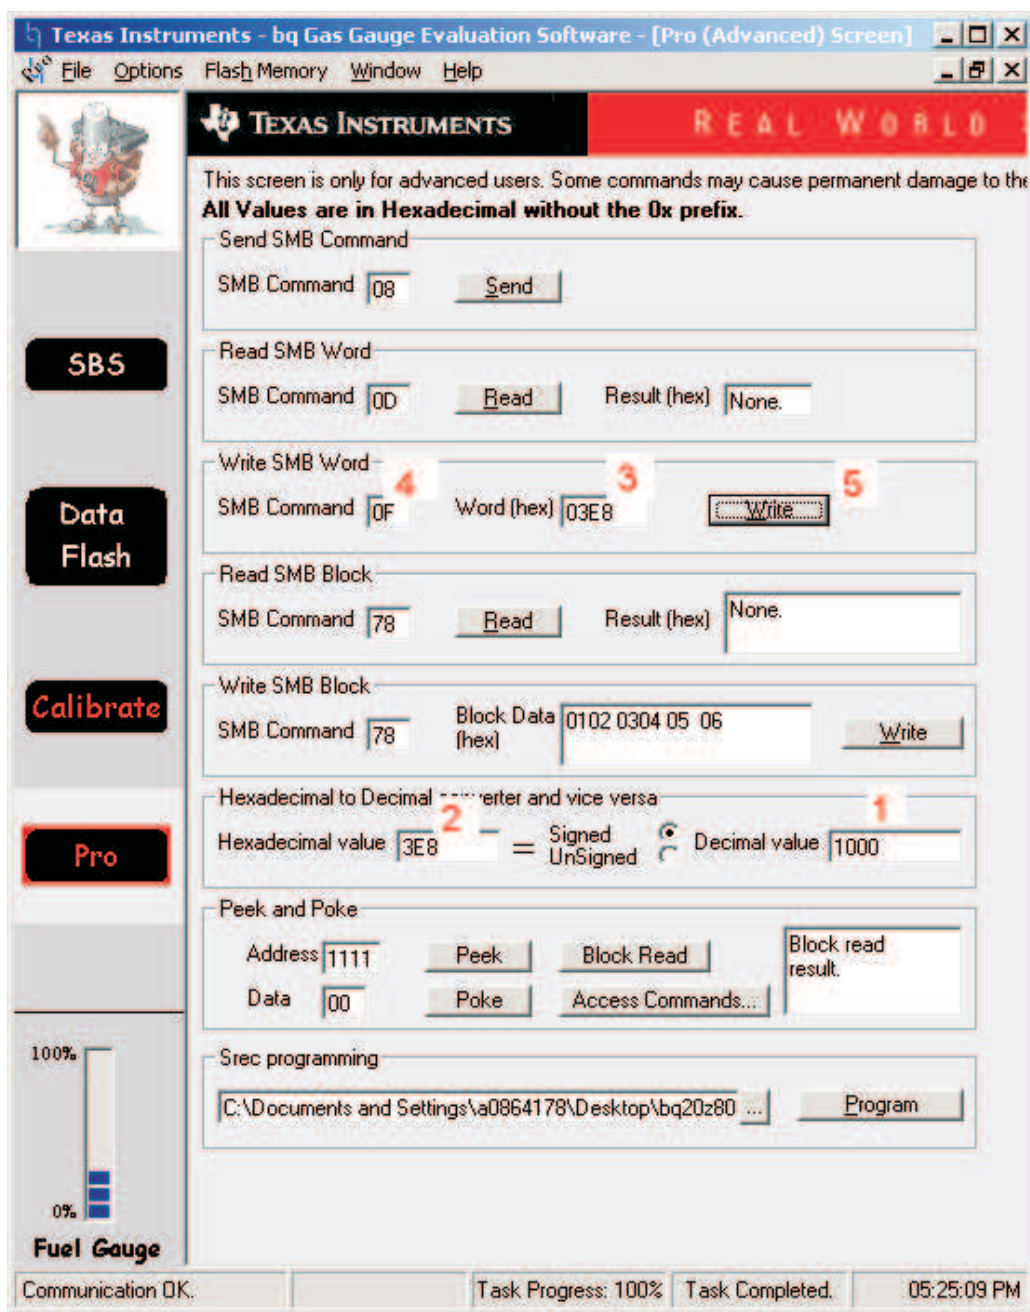 Texas Instruments - bq Gas Gauge Evaluation Software - [Pro (Advanced) Screen]
File Options Flash Memory Window Help
TEXAS INSTRUMENTS REAL WORLD
This screen is only for advanced users. Some commands may cause permanent damage to the
All Values are in Hexadecimal without the 0x prefix.
Send SMB Command
SMB Command 08 Send
SBS
Read SMB Word
SMB Command 0D Read Result (hex) None.
Write SMB Word
4 3 5
SMB Command 0F Word (hex) 03E8 Write
Data
Flash
Read SMB Block
SMB Command 78 Read Result (hex) None.
Calibrate
Write SMB Block
SMB Command 78 Block Data (hex) 0102 0304 05 06 Write
Hexadecimal to Decimal converter and vice versa
2 1
Hexadecimal value 3E8 = Signed UnSigned Decimal value 1000
Pro
Peek and Poke
Address 1111 Peek Block Read Block read result.
Data 00 Poke Access Commands...
100%
Srec programming
C:\Documents and Settings\a0864178\Desktop\bq20z80 ... Program
0%
Fuel Gauge
Communication OK. Task Progress: 100% Task Completed. 05:25:09 PM